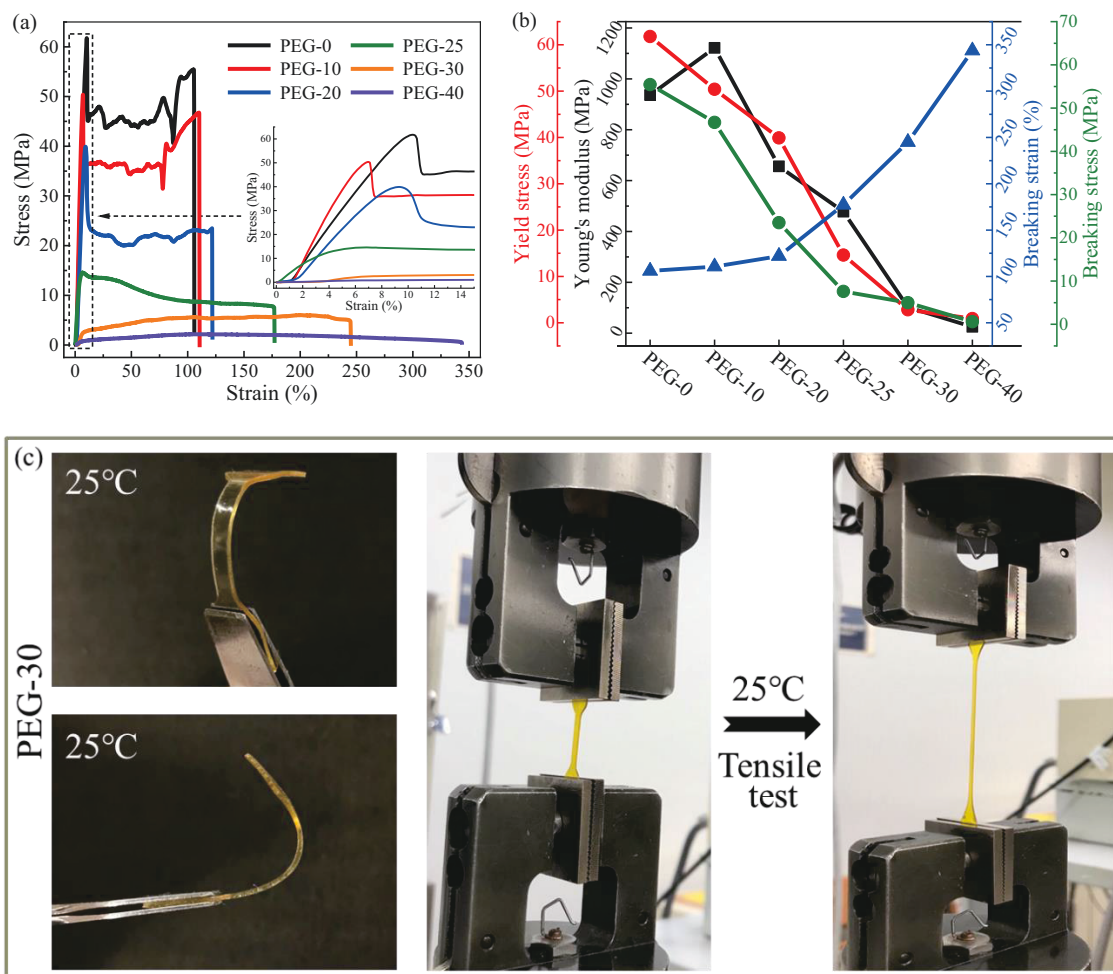 (a)
60
50
40
30
20
10
0
Stress (MPa)
0 50 100 150 200 250 300 350
Strain (%)
PEG-0 PEG-25
PEG-10 PEG-30
PEG-20 PEG-40
60
50
40
30
20
10
0
Stress (MPa)
0 2 4 6 8 10 12 14
Strain (%)
(b)
60
50
40
30
20
10
0
Yield stress (MPa)
1200
1000
800
600
400
200
0
Young's modulus (MPa)
350
300
250
200
150
100
50
Breaking strain (MPa)
(%)
70
60
50
40
30
20
10
0
Breaking stress (MPa)
PEG-0
PEG-10
PEG-20
PEG-25
PEG-30
PEG-40
(c)
PEG-30
25°C
25°C
25°C
Tensile
test